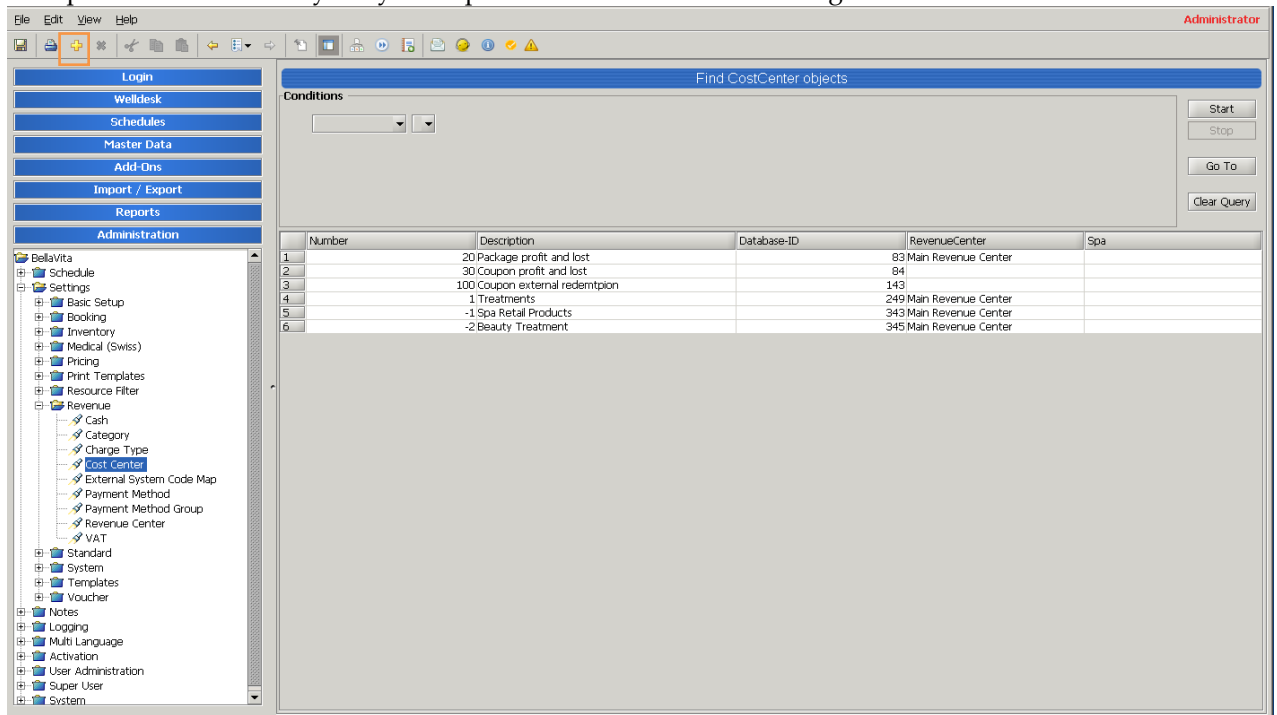 File Edit View Help
Administrator
Login
Welldesk
Schedules
Master Data
Add-Ons
Import / Export
Reports
Administration
BellaVita
Schedule
Settings
Basic Setup
Booking
Inventory
Medical (Swiss)
Pricing
Print Templates
Resource Filter
Revenue
Cash
Category
Charge Type
Cost Center
External System Code Map
Payment Method
Payment Method Group
Revenue Center
VAT
Standard
System
Templates
Voucher
Notes
Logging
Multi Language
Activation
User Administration
Super User
System
Find CostCenter objects
Conditions
Start
Stop
Go To
Clear Query
Number Description Database-ID RevenueCenter Spa
1 20 Package profit and lost 83 Main Revenue Center
2 30 Coupon profit and lost 84
3 100 Coupon external redemtpion 143
4 1 Treatments 249 Main Revenue Center
5 -1 Spa Retail Products 343 Main Revenue Center
6 -2 Beauty Treatment 345 Main Revenue Center